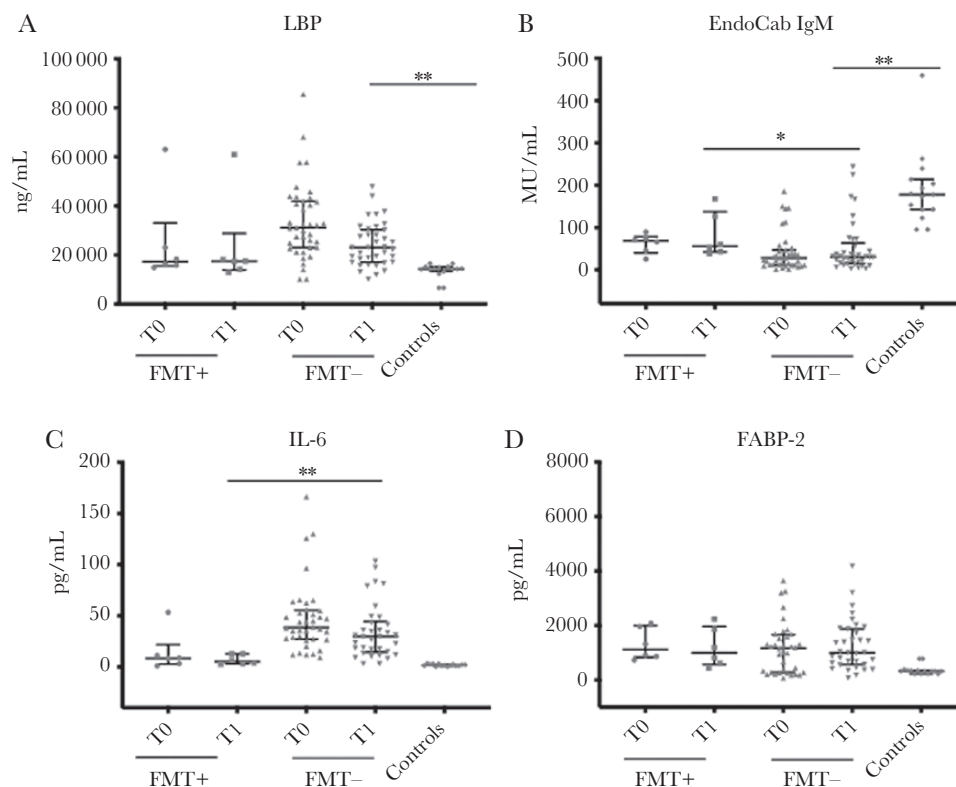 A LBP
100 000
80 000
60 000
40 000
20 000
0
ng/mL
**
T0 T1 T0 T1 Controls
FMT+ FMT–
B EndoCab IgM
500
400
300
200
100
0
MU/mL
*
**
T0 T1 T0 T1 Controls
FMT+ FMT–
C IL-6
200
150
100
50
0
pg/mL
**
T0 T1 T0 T1 Controls
FMT+ FMT–
D FABP-2
8000
6000
4000
2000
0
pg/mL
T0 T1 T0 T1 Controls
FMT+ FMT–